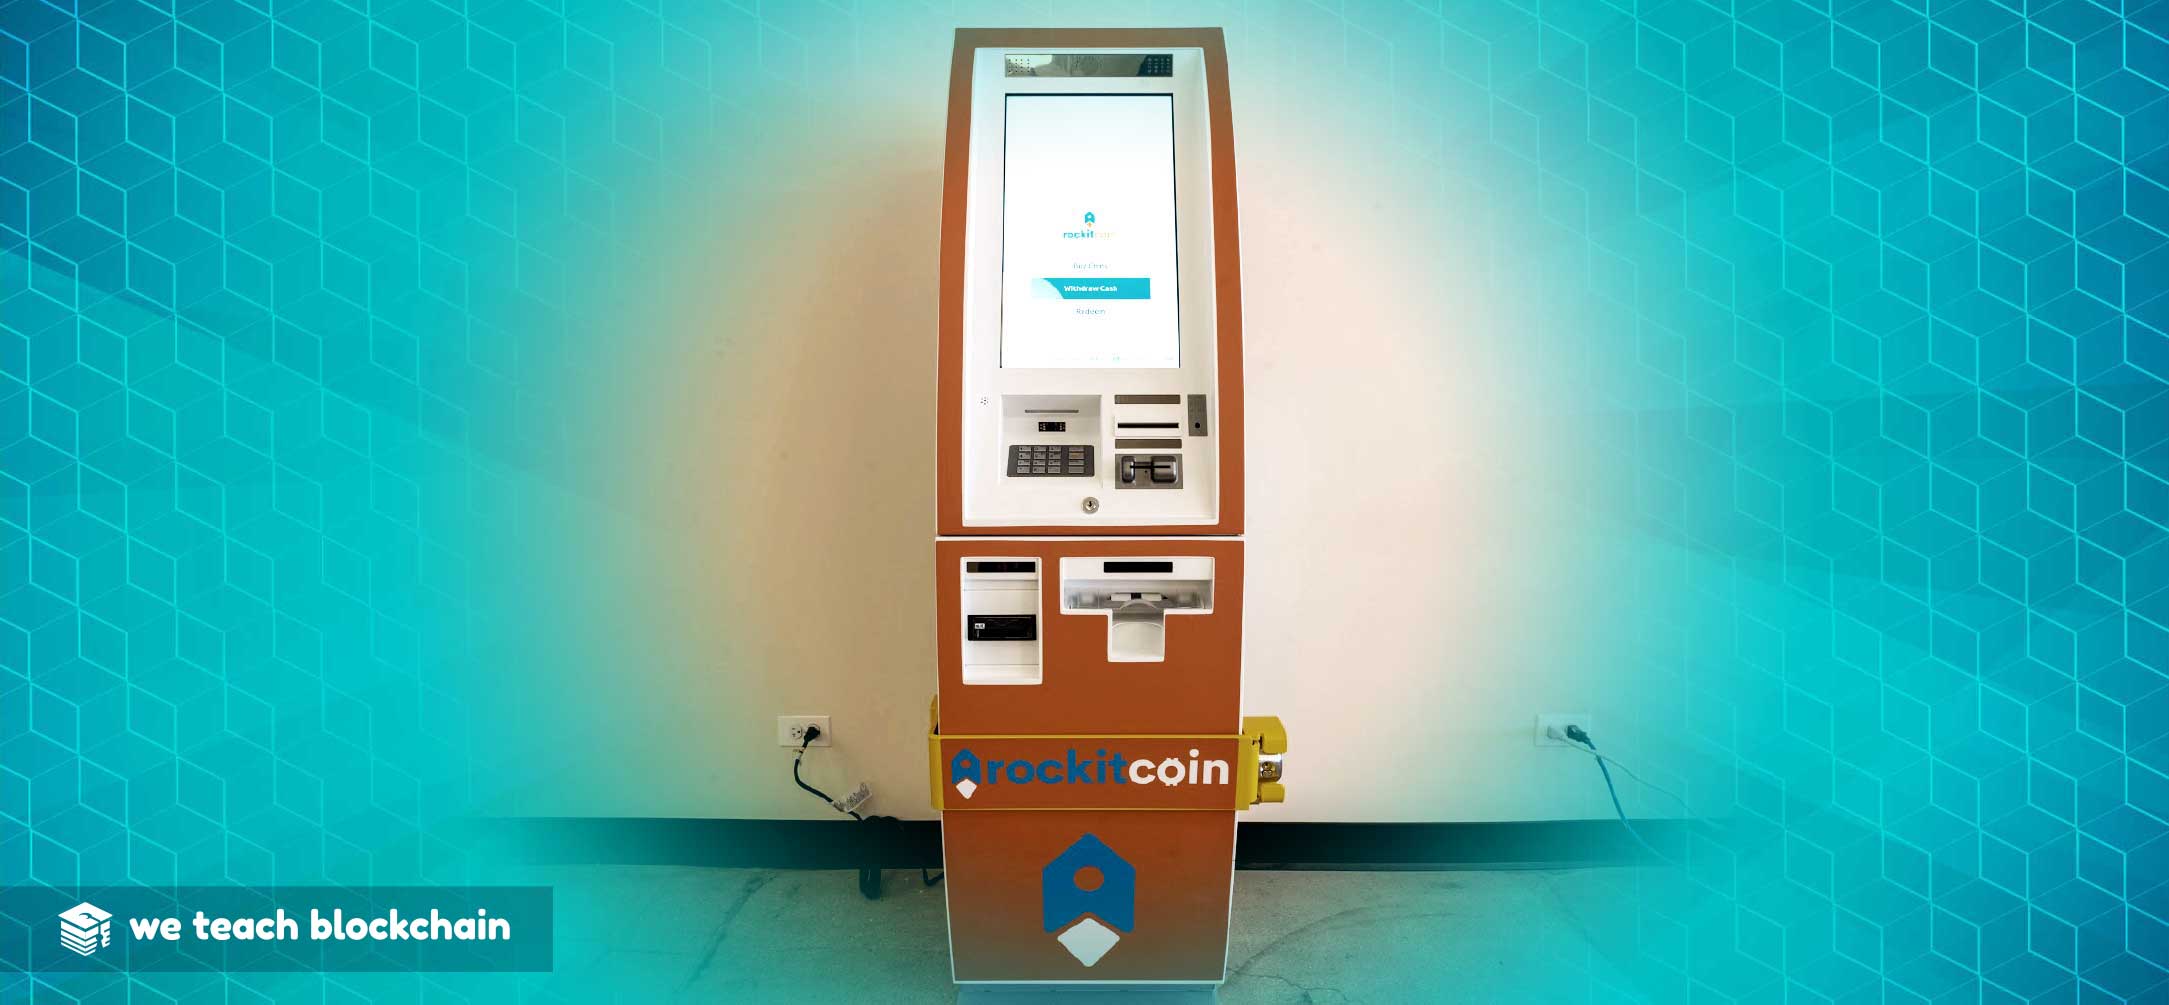 rockitcoin
Buy Coins
Withdraw Cash
Redeem
rockitcoin
we teach blockchain